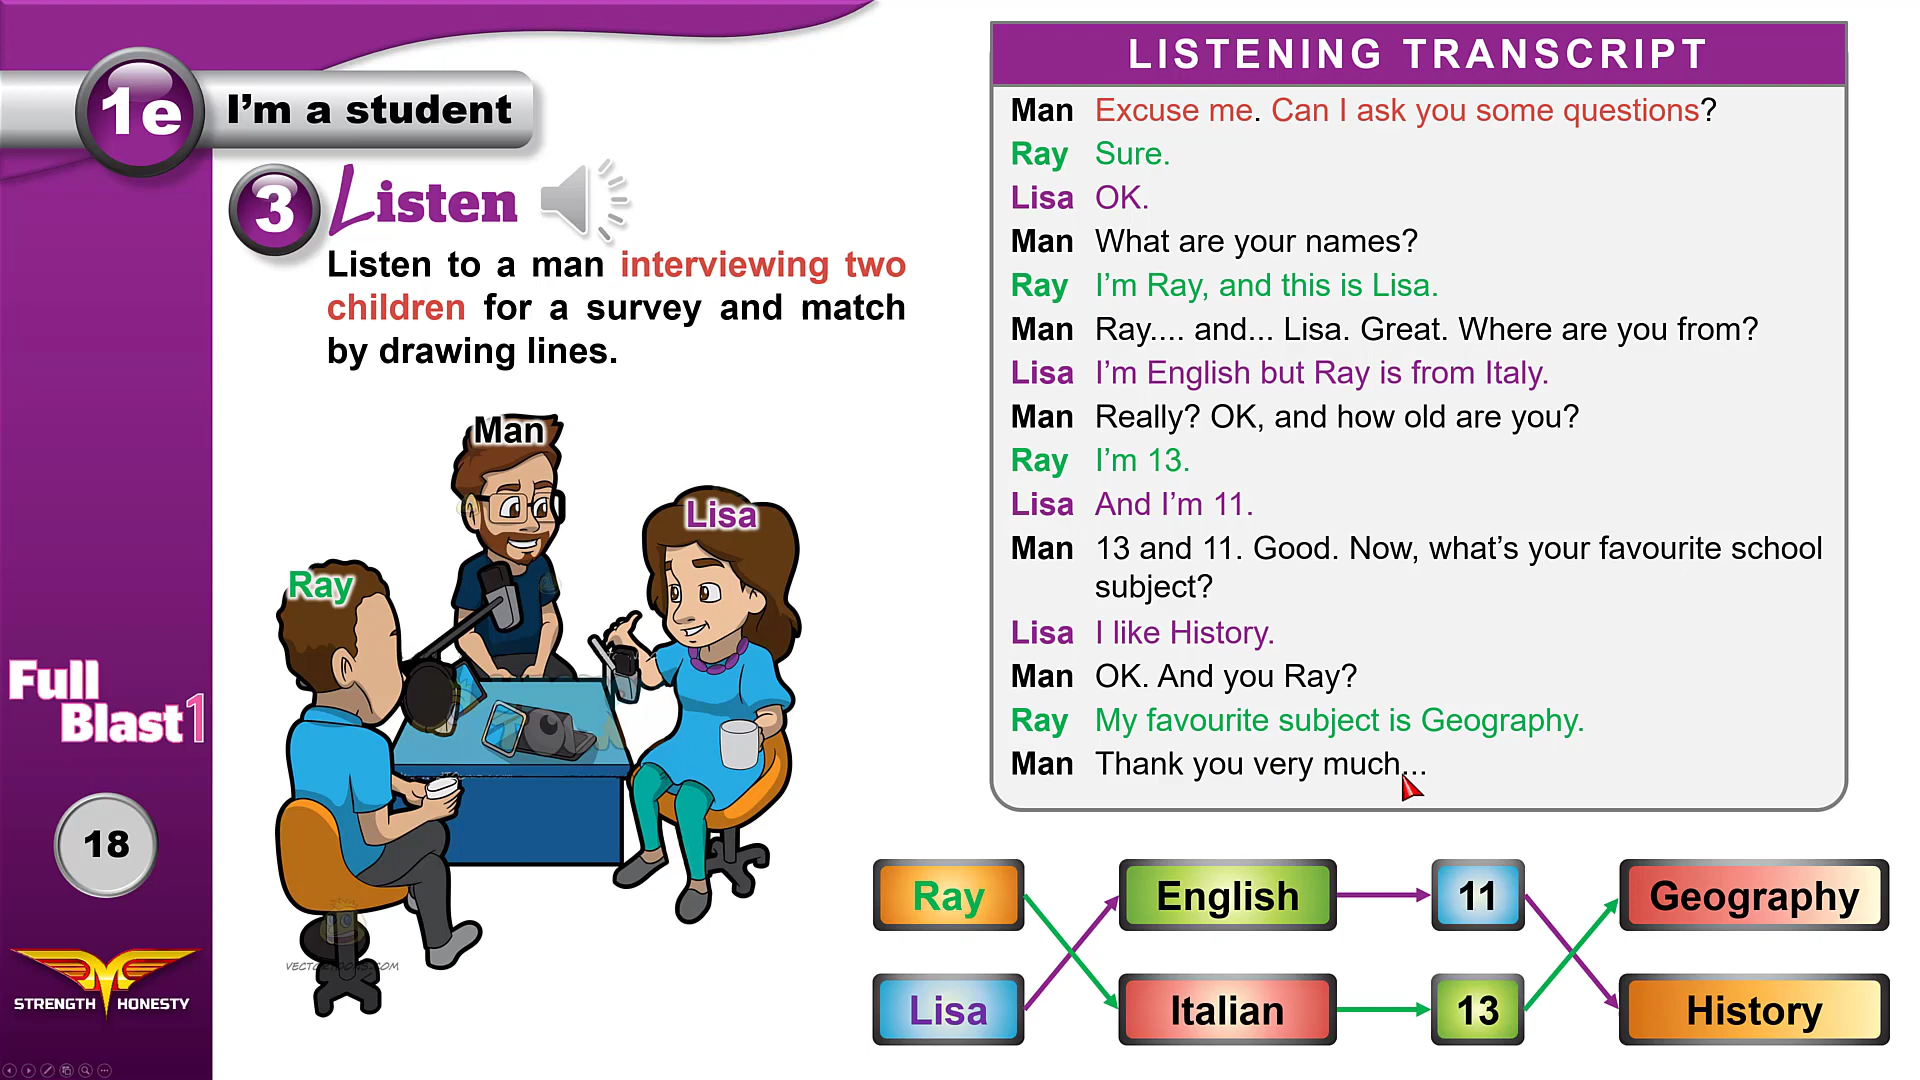 1e I'm a student
3 Listen
Listen to a man interviewing two
children for a survey and match
by drawing lines.
Man
Lisa
Ray
VECTORTOONS.COM
Full
Blast1
18
STRENGTH HONESTY
LISTENING TRANSCRIPT
Man Excuse me. Can I ask you some questions?
Ray Sure.
Lisa OK.
Man What are your names?
Ray I'm Ray, and this is Lisa.
Man Ray.... and... Lisa. Great. Where are you from?
Lisa I'm English but Ray is from Italy.
Man Really? OK, and how old are you?
Ray I'm 13.
Lisa And I'm 11.
Man 13 and 11. Good. Now, what's your favourite school
subject?
Lisa I like History.
Man OK. And you Ray?
Ray My favourite subject is Geography.
Man Thank you very much...
Ray English 11 Geography
Lisa Italian 13 History